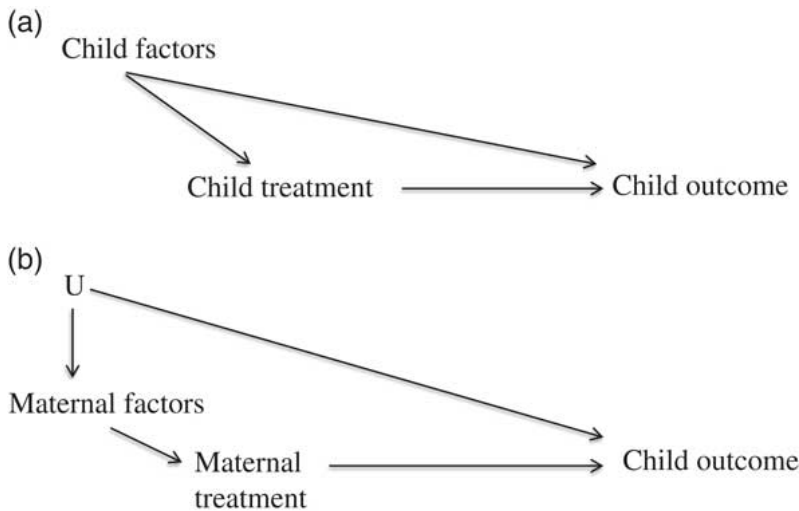 (a)
Child factors
Child treatment
Child outcome
(b)
U
Maternal factors
Maternal
treatment
Child outcome